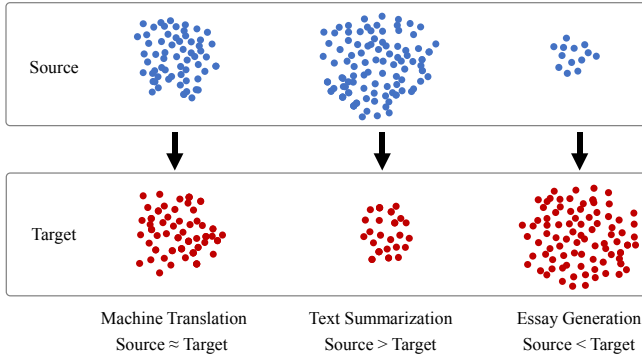 Source
Target
Machine Translation
Source ≈ Target
Text Summarization
Source > Target
Essay Generation
Source < Target